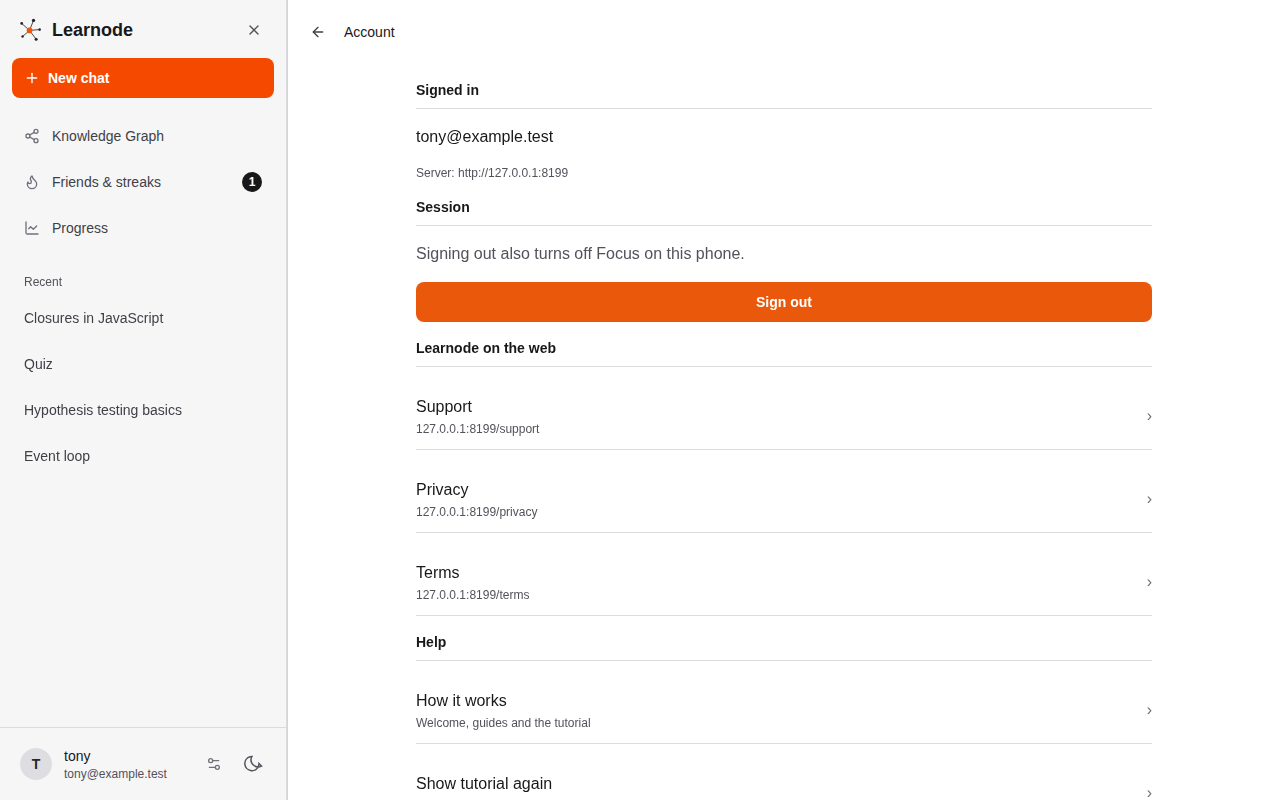 Learnode
New chat
Knowledge Graph
Friends & streaks
1
Progress
Recent
Closures in JavaScript
Quiz
Hypothesis testing basics
Event loop
T
tony
tony@example.test
Account
Signed in
tony@example.test
Server: http://127.0.0.1:8199
Session
Signing out also turns off Focus on this phone.
Sign out
Learnode on the web
Support
127.0.0.1:8199/support
Privacy
127.0.0.1:8199/privacy
Terms
127.0.0.1:8199/terms
Help
How it works
Welcome, guides and the tutorial
Show tutorial again